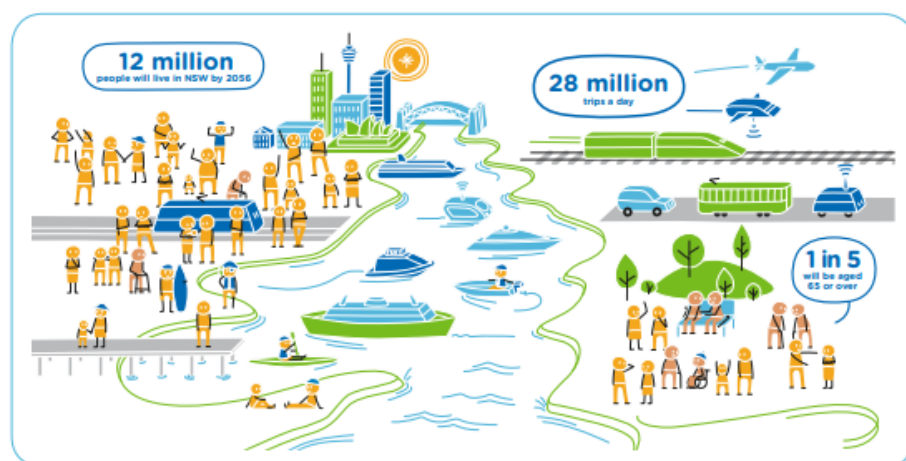 12 million
people will live in NSW by 2056
28 million
trips a day
1 in 5
will be aged
65 or over